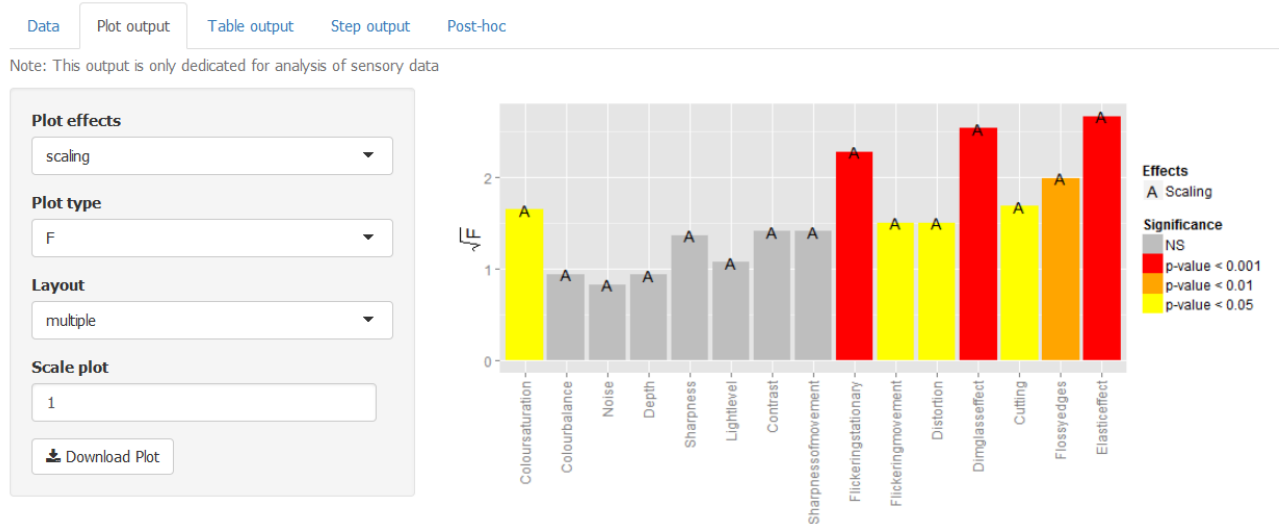 Data Plot output Table output Step output Post-hoc
Note: This output is only dedicated for analysis of sensory data
Plot effects
scaling
Plot type
F
Layout
multiple
Scale plot
1
Download Plot
√F
2
1
0
A A A A A A A A A A A A A A A
Coloursaturation
Colourbalance
Noise
Depth
Sharpness
Lightlevel
Contrast
Sharpnessofmovement
Flickeringstationary
Flickeringmovement
Distortion
Dimglasseffect
Cutting
Flossyedges
Elasticeffect
Effects
A Scaling
Significance
NS
p-value < 0.001
p-value < 0.01
p-value < 0.05